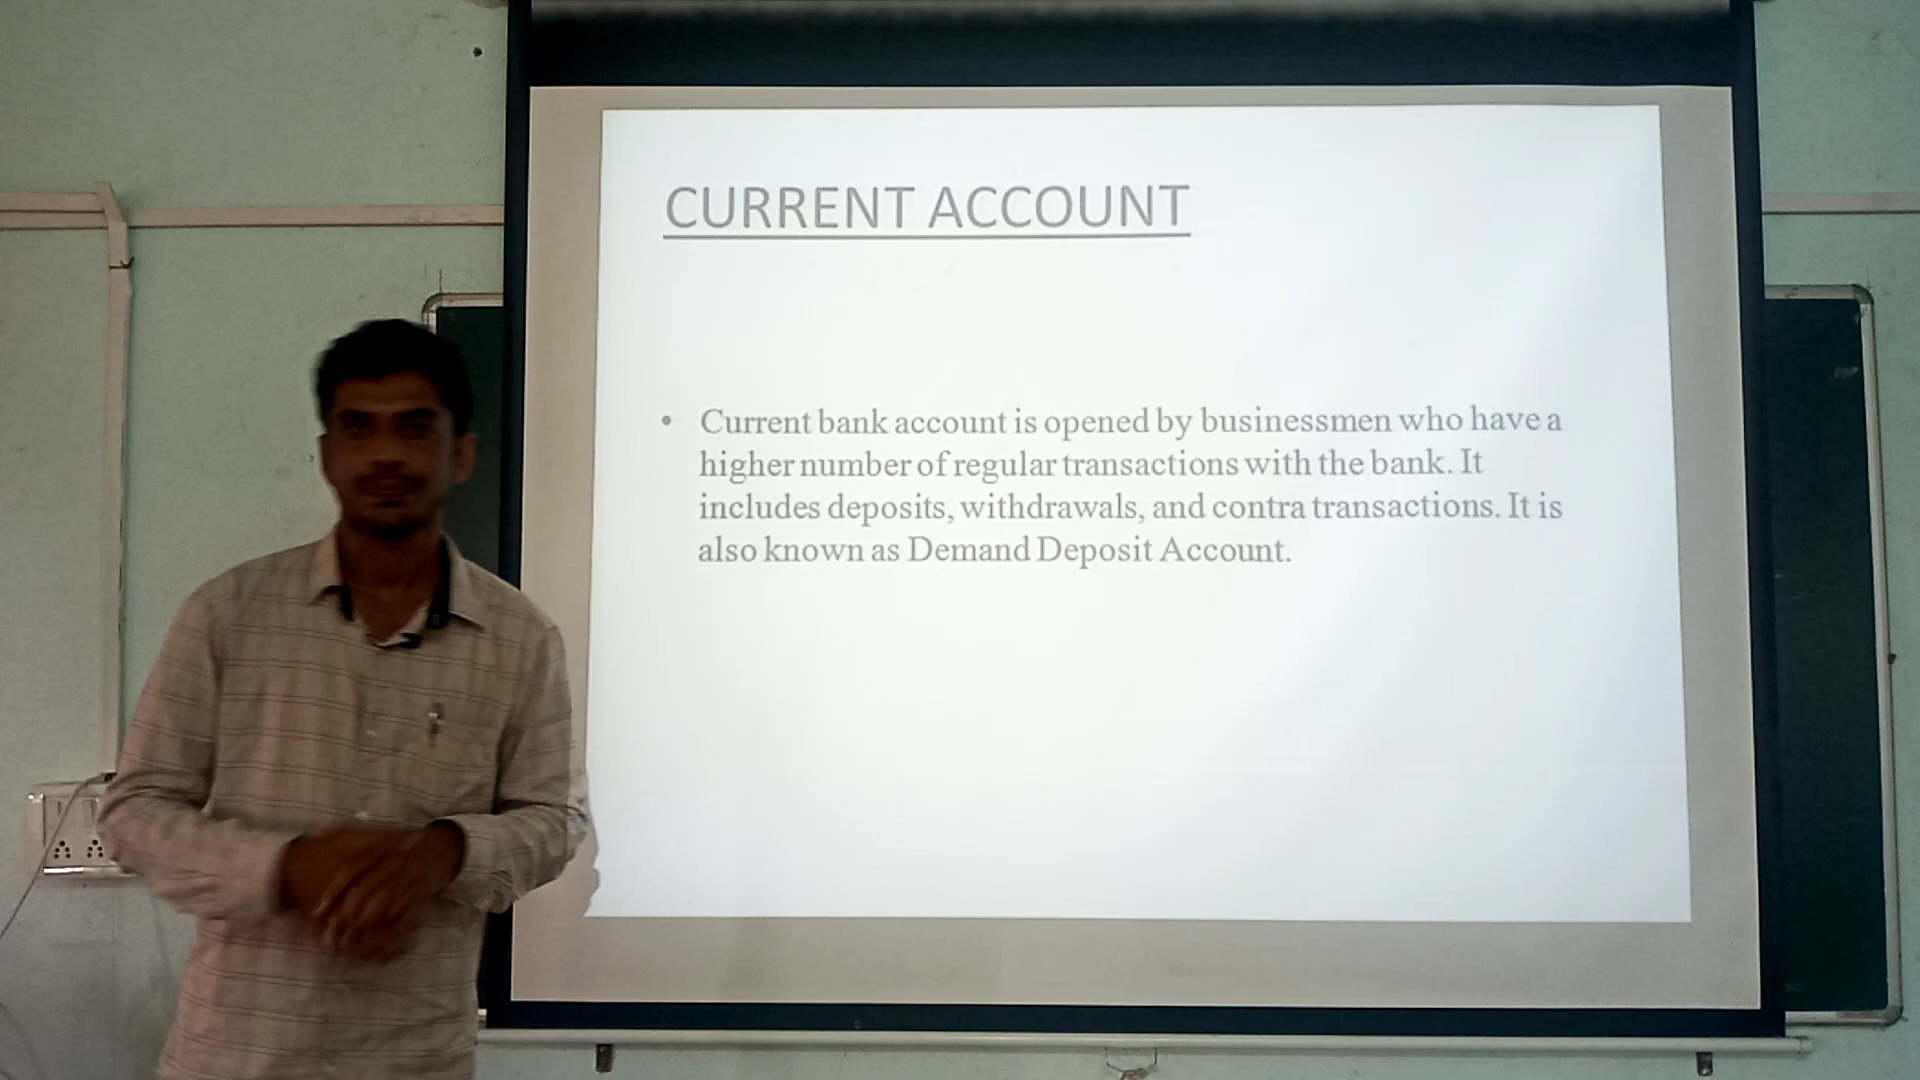 CURRENT ACCOUNT
• Current bank account is opened by businessmen who have a
higher number of regular transactions with the bank. It
includes deposits, withdrawals, and contra transactions. It is
also known as Demand Deposit Account.